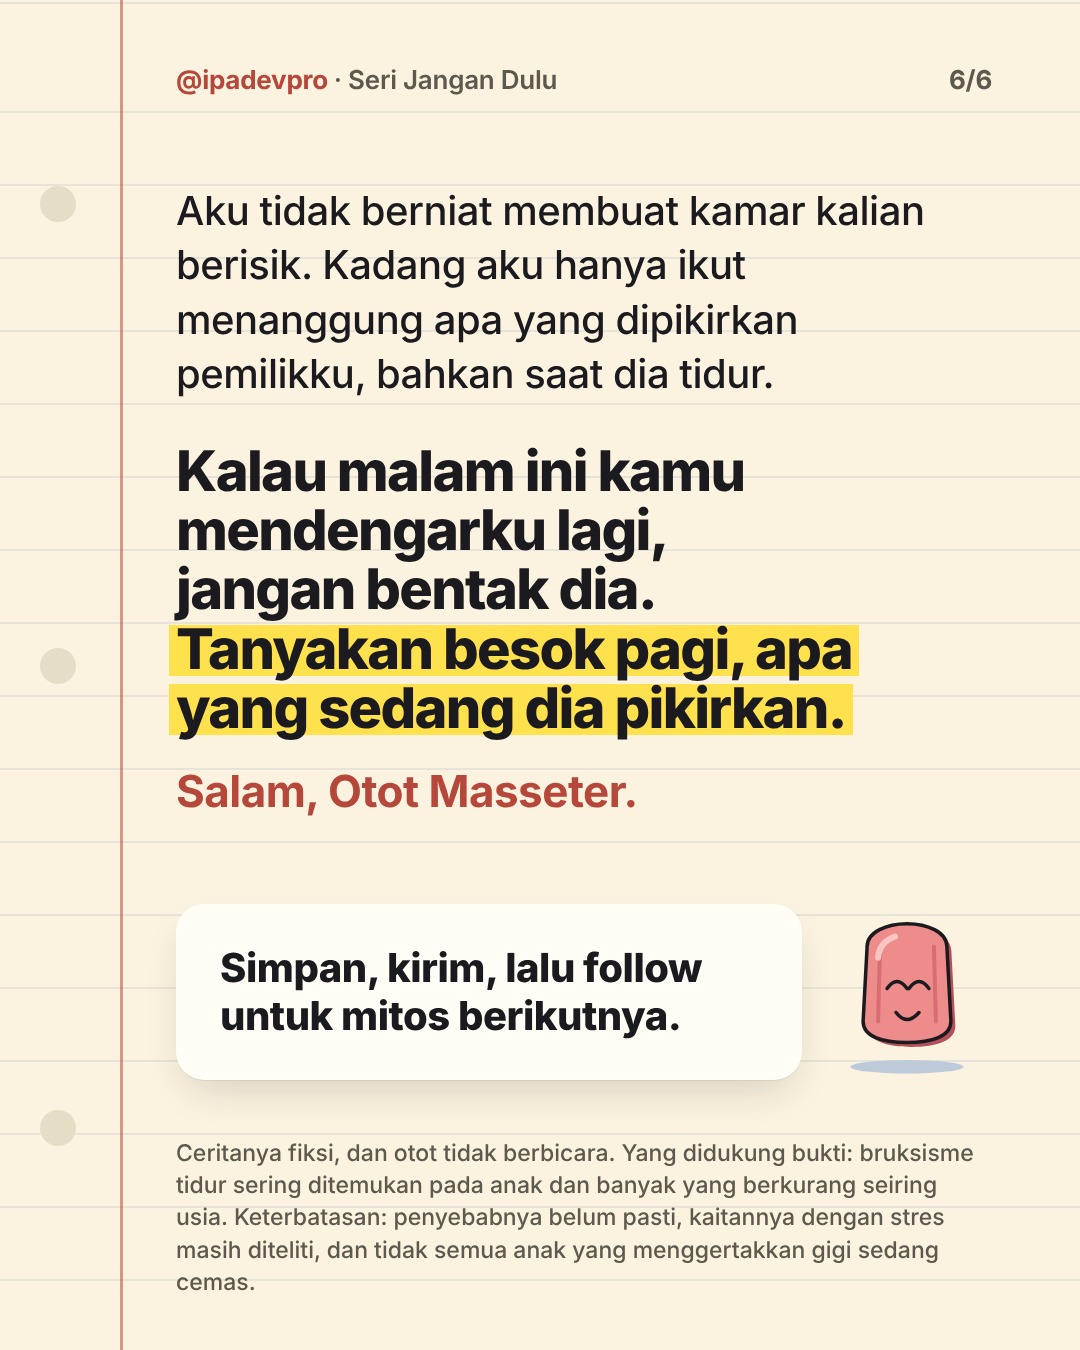 @ipadevpro · Seri Jangan Dulu
6/6
Aku tidak berniat membuat kamar kalian
berisik. Kadang aku hanya ikut
menanggung apa yang dipikirkan
pemilikku, bahkan saat dia tidur.
Kalau malam ini kamu
mendengarku lagi,
jangan bentak dia.
Tanyakan besok pagi, apa
yang sedang dia pikirkan.
Salam, Otot Masseter.
Simpan, kirim, lalu follow
untuk mitos berikutnya.
Ceritanya fiksi, dan otot tidak berbicara. Yang didukung bukti: bruksisme
tidur sering ditemukan pada anak dan banyak yang berkurang seiring
usia. Keterbatasan: penyebabnya belum pasti, kaitannya dengan stres
masih diteliti, dan tidak semua anak yang menggertakkan gigi sedang
cemas.